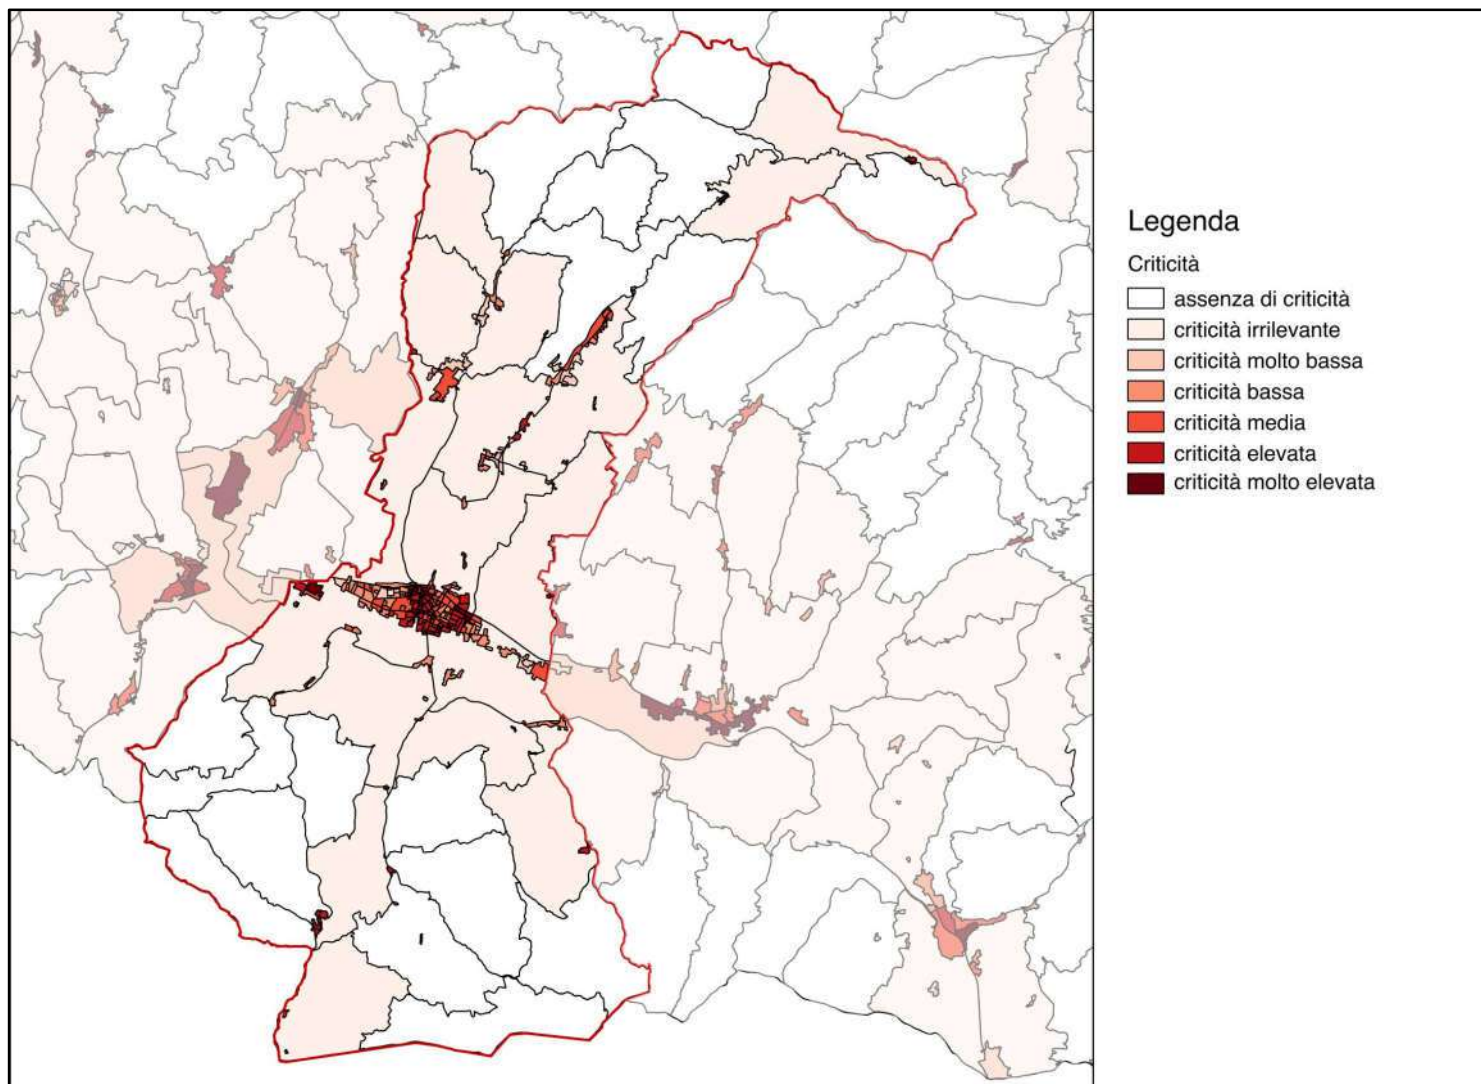 Legenda
Criticità
assenza di criticità
criticità irrilevante
criticità molto bassa
criticità bassa
criticità media
criticità elevata
criticità molto elevata